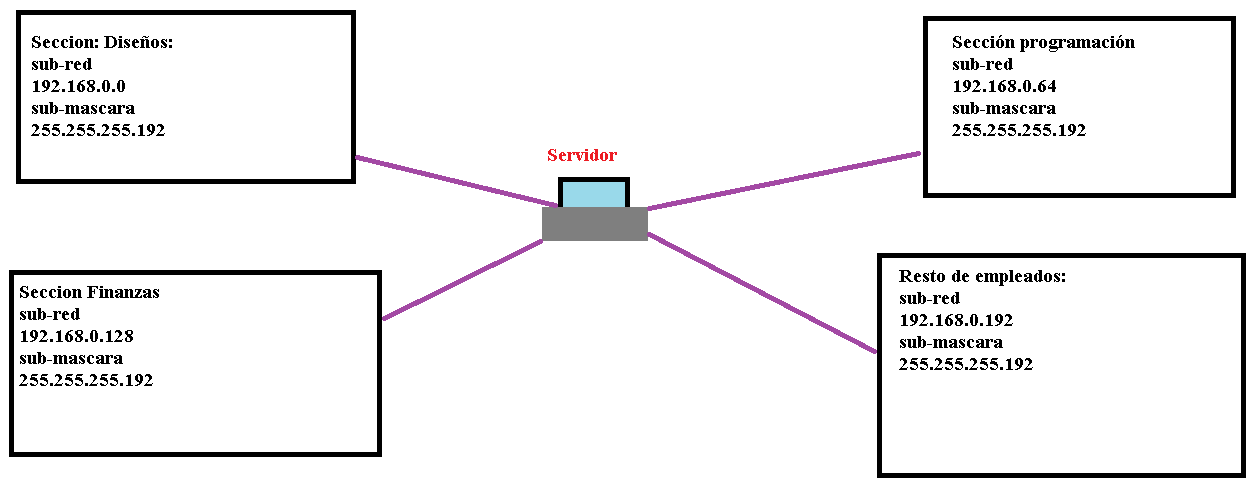 Seccion: Diseños:
sub-red
192.168.0.0
sub-mascara
255.255.255.192
Sección programación
sub-red
192.168.0.64
sub-mascara
255.255.255.192
Servidor
Seccion Finanzas
sub-red
192.168.0.128
sub-mascara
255.255.255.192
Resto de empleados:
sub-red
192.168.0.192
sub-mascara
255.255.255.192